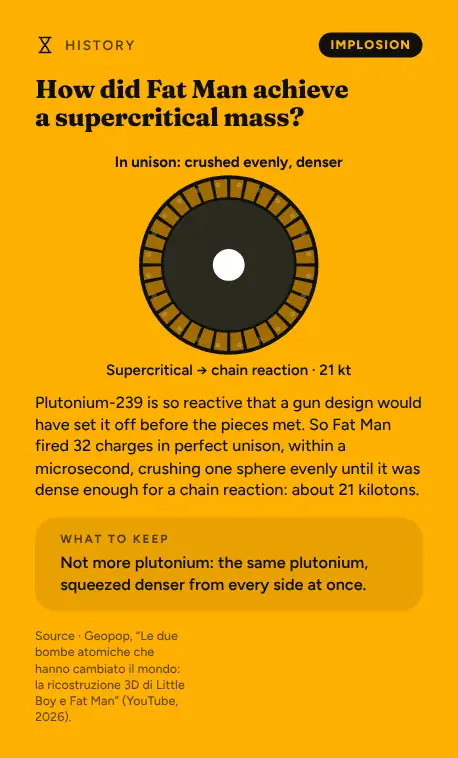 HISTORY
IMPLOSION
How did Fat Man achieve
a supercritical mass?
In unison: crushed evenly, denser
Supercritical → chain reaction · 21 kt
Plutonium-239 is so reactive that a gun design would
have set it off before the pieces met. So Fat Man
fired 32 charges in perfect unison, within a
microsecond, crushing one sphere evenly until it was
dense enough for a chain reaction: about 21 kilotons.
WHAT TO KEEP
Not more plutonium: the same plutonium,
squeezed denser from every side at once.
Source · Geopop, “Le due
bombe atomiche che
hanno cambiato il mondo:
la ricostruzione 3D di Little
Boy e Fat Man” (YouTube,
2026).